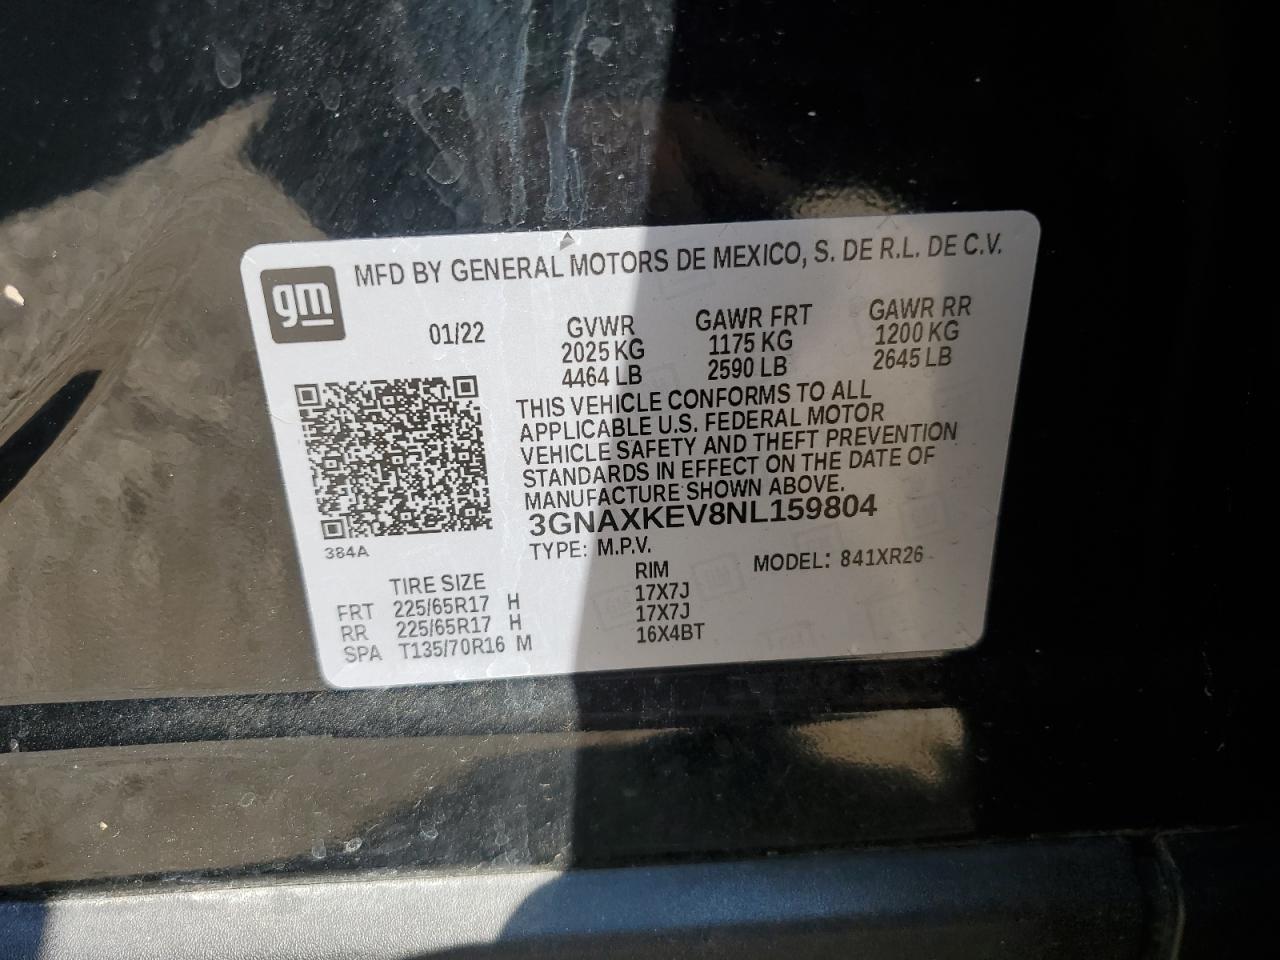 gm
MFD BY GENERAL MOTORS DE MEXICO, S. DE R.L. DE C.V.
01/22
GVWR GAWR FRT GAWR RR
2025 KG 1175 KG 1200 KG
4464 LB 2590 LB 2645 LB
THIS VEHICLE CONFORMS TO ALL
APPLICABLE U.S. FEDERAL MOTOR
VEHICLE SAFETY AND THEFT PREVENTION
STANDARDS IN EFFECT ON THE DATE OF
MANUFACTURE SHOWN ABOVE.
3GNAXKEV8NL159804
384A
TYPE: M.P.V. MODEL: 841XR26
TIRE SIZE RIM
FRT 225/65R17 H 17X7J
RR 225/65R17 H 17X7J
SPA T135/70R16 M 16X4BT